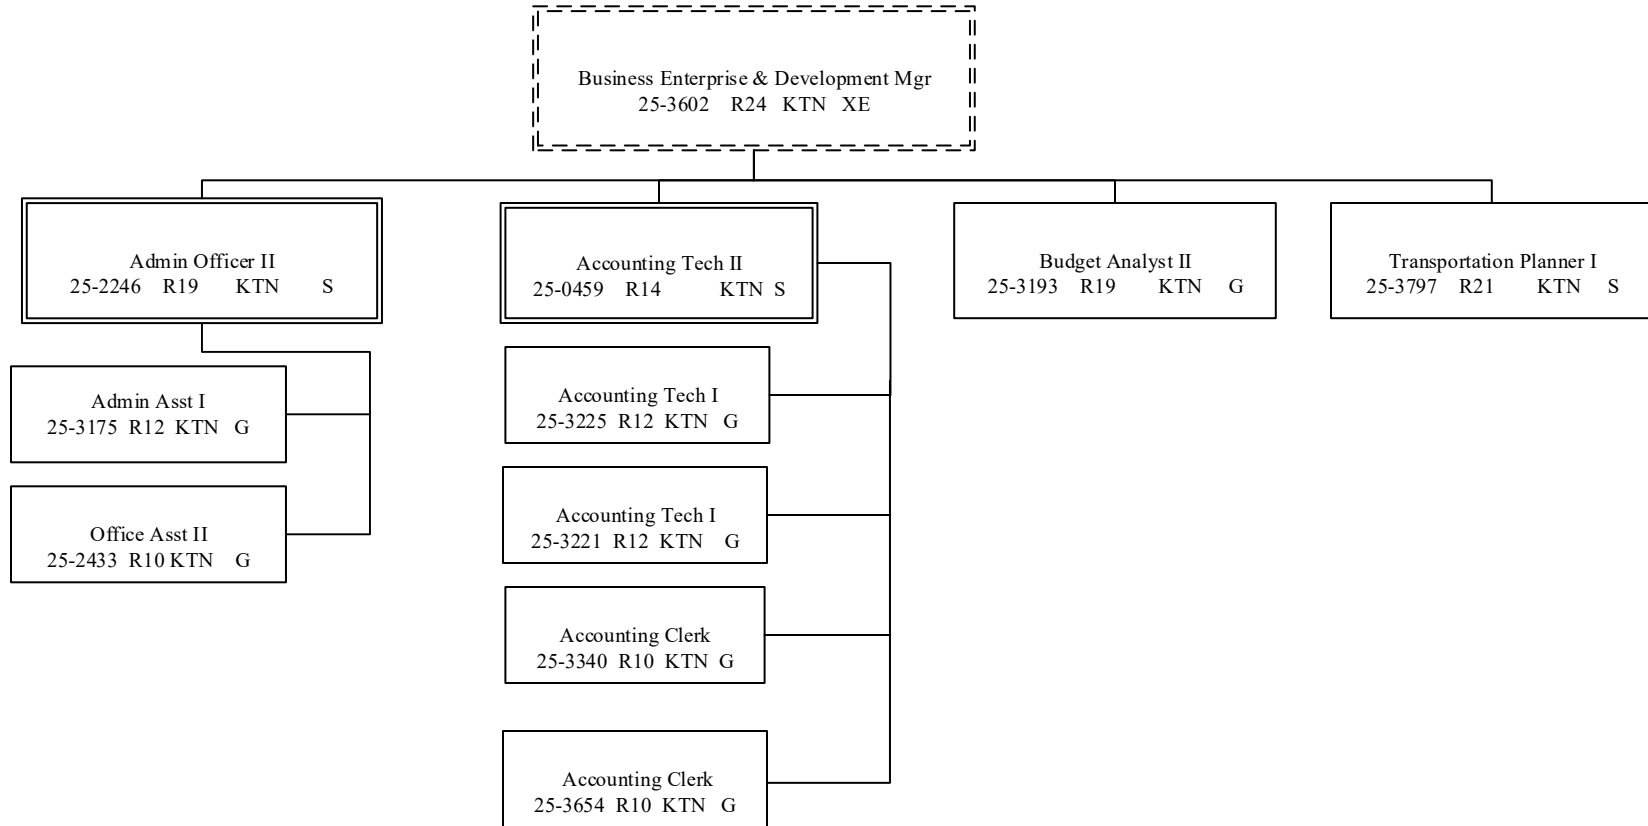 Business Enterprise & Development Mgr
25-3602 R24 KTN XE
Admin Officer II
25-2246 R19 KTN S
Accounting Tech II
25-0459 R14 KTN S
Budget Analyst II
25-3193 R19 KTN G
Transportation Planner I
25-3797 R21 KTN S
Admin Asst I
25-3175 R12 KTN G
Office Asst II
25-2433 R10 KTN G
Accounting Tech I
25-3225 R12 KTN G
Accounting Tech I
25-3221 R12 KTN G
Accounting Clerk
25-3340 R10 KTN G
Accounting Clerk
25-3654 R10 KTN G